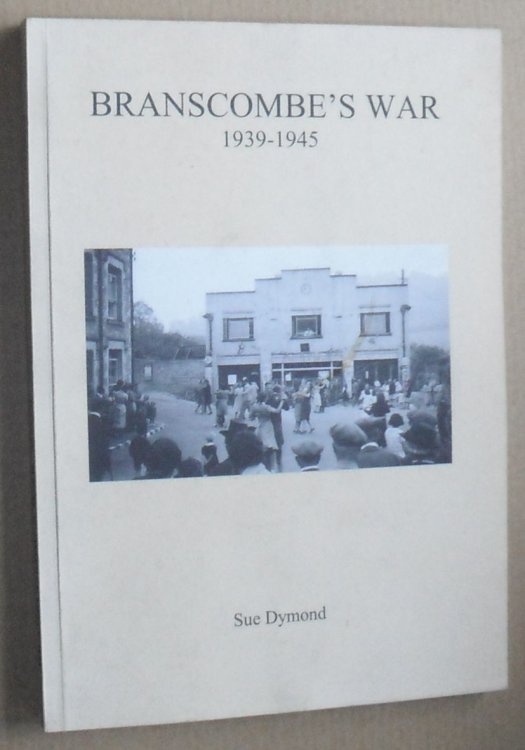 BRANSCOMBE'S WAR
1939-1945
Sue Dymond